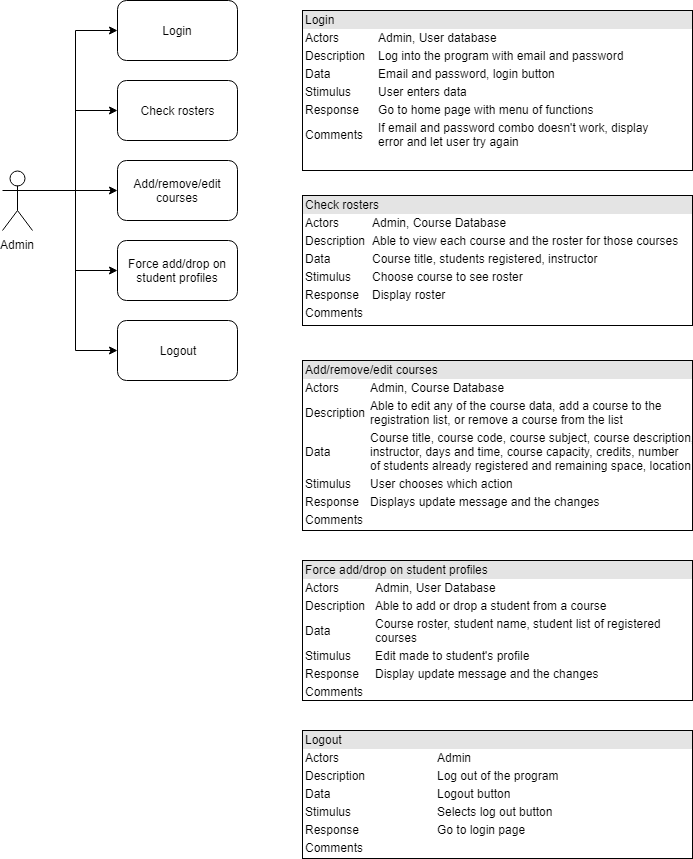 Login
Check rosters
Add/remove/edit
courses
Force add/drop on
student profiles
Logout
Admin
Login
Actors Admin, User database
Description Log into the program with email and password
Data Email and password, login button
Stimulus User enters data
Response Go to home page with menu of functions
Comments If email and password combo doesn't work, display
error and let user try again
Check rosters
Actors Admin, Course Database
Description Able to view each course and the roster for those courses
Data Course title, students registered, instructor
Stimulus Choose course to see roster
Response Display roster
Comments
Add/remove/edit courses
Actors Admin, Course Database
Description Able to edit any of the course data, add a course to the
registration list, or remove a course from the list
Data Course title, course code, course subject, course description
instructor, days and time, course capacity, credits, number
of students already registered and remaining space, location
Stimulus User chooses which action
Response Displays update message and the changes
Comments
Force add/drop on student profiles
Actors Admin, User Database
Description Able to add or drop a student from a course
Data Course roster, student name, student list of registered
courses
Stimulus Edit made to student's profile
Response Display update message and the changes
Comments
Logout
Actors Admin
Description Log out of the program
Data Logout button
Stimulus Selects log out button
Response Go to login page
Comments